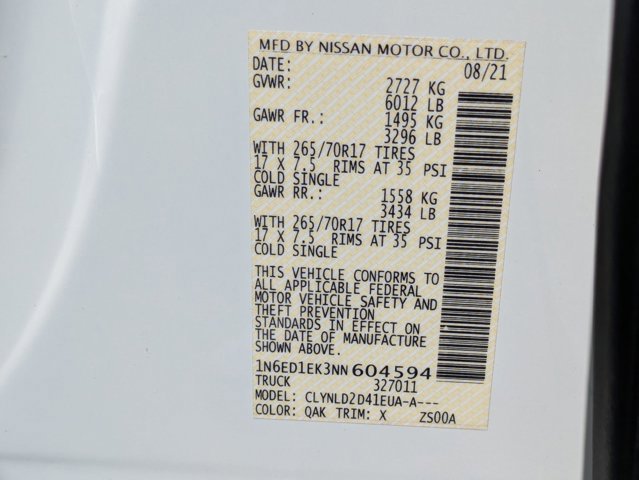 MFD BY NISSAN MOTOR CO., LTD.
DATE: 08/21
GVWR: 2727 KG
6012 LB
GAWR FR.: 1495 KG
3296 LB
WITH 265/70R17 TIRES
17 X 7.5 RIMS AT 35 PSI
COLD SINGLE
GAWR RR.: 1558 KG
3434 LB
WITH 265/70R17 TIRES
17 X 7.5 RIMS AT 35 PSI
COLD SINGLE
THIS VEHICLE CONFORMS TO
ALL APPLICABLE FEDERAL
MOTOR VEHICLE SAFETY AND
THEFT PREVENTION
STANDARDS IN EFFECT ON
THE DATE OF MANUFACTURE
SHOWN ABOVE.
1N6ED1EK3NN604594
TRUCK 327011
MODEL: CLYNLD2D41EUA-A---
COLOR: QAK TRIM: X ZS00A